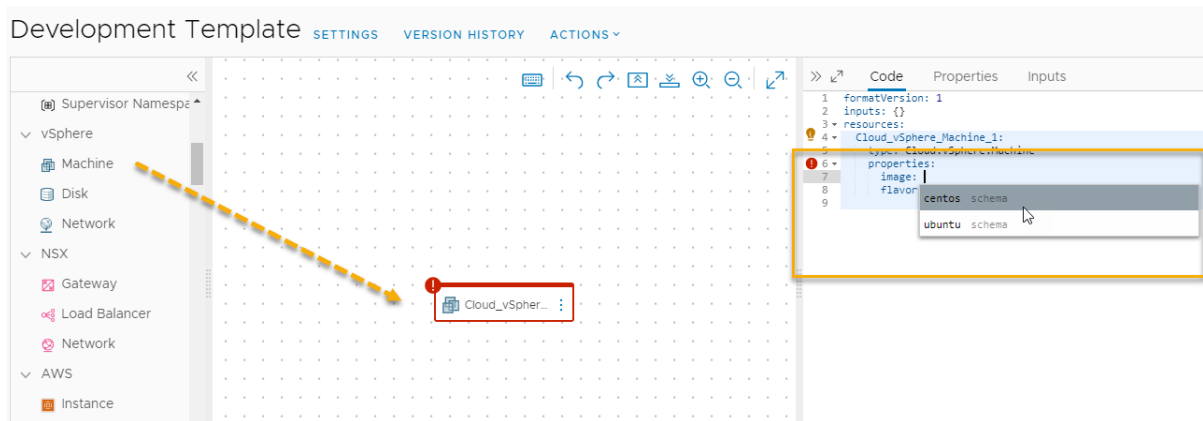 Development Template SETTINGS VERSION HISTORY ACTIONS
Supervisor Namespa
vSphere
Machine
Disk
Network
NSX
Gateway
Load Balancer
Network
AWS
Instance
Cloud_vSpher...
Code Properties Inputs
1 formatVersion: 1
2 inputs: {}
3 resources:
4 Cloud_vSphere_Machine_1:
5 type: Cloud.vSphere.Machine
6 properties:
7 image:
8 flavor
9
centos schema
ubuntu schema